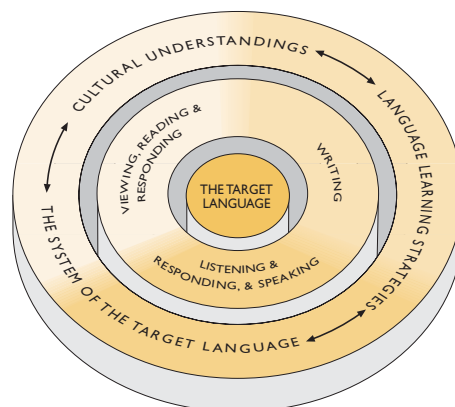 CULTURAL UNDERSTANDINGS
LANGUAGE LEARNING STRATEGIES
THE SYSTEM OF THE TARGET LANGUAGE
VIEWING, READING &
RESPONDING
WRITING
THE TARGET
LANGUAGE
LISTENING &
RESPONDING, & SPEAKING